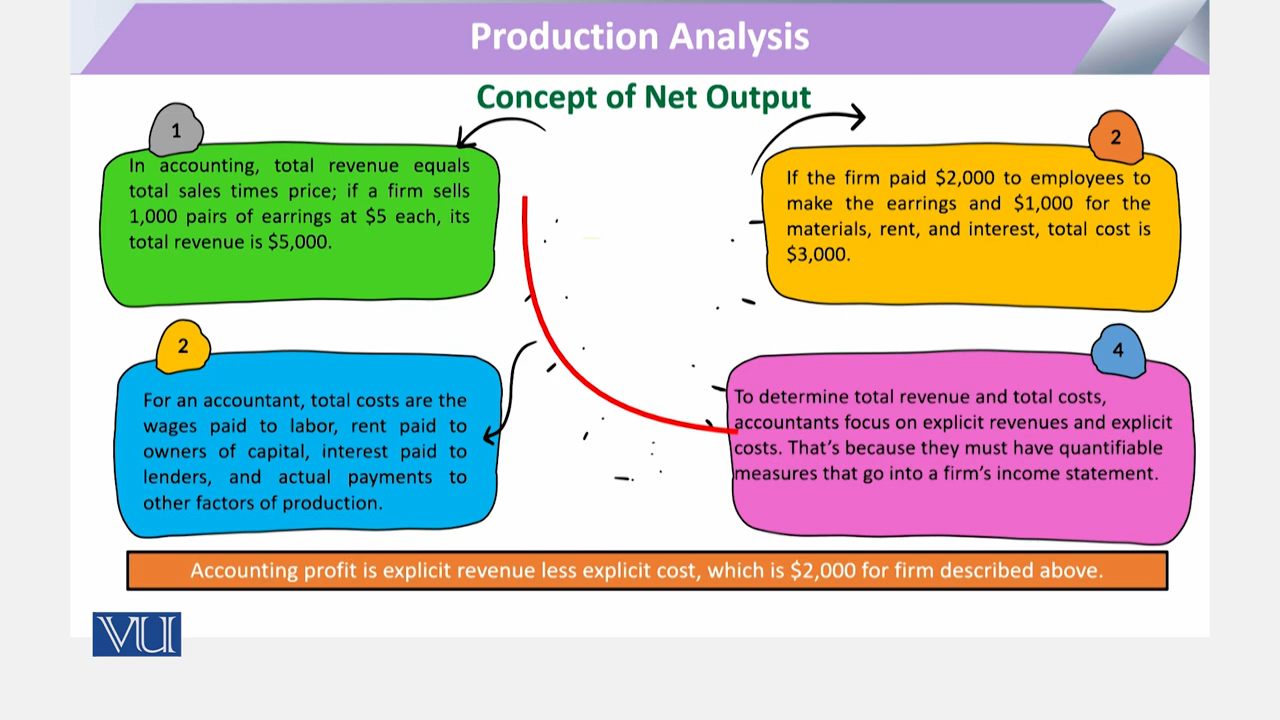 Production Analysis
Concept of Net Output
1
In accounting, total revenue equals
total sales times price; if a firm sells
1,000 pairs of earrings at $5 each, its
total revenue is $5,000.
2
If the firm paid $2,000 to employees to
make the earrings and $1,000 for the
materials, rent, and interest, total cost is
$3,000.
2
For an accountant, total costs are the
wages paid to labor, rent paid to
owners of capital, interest paid to
lenders, and actual payments to
other factors of production.
4
To determine total revenue and total costs,
accountants focus on explicit revenues and explicit
costs. That's because they must have quantifiable
measures that go into a firm's income statement.
Accounting profit is explicit revenue less explicit cost, which is $2,000 for firm described above.
VU